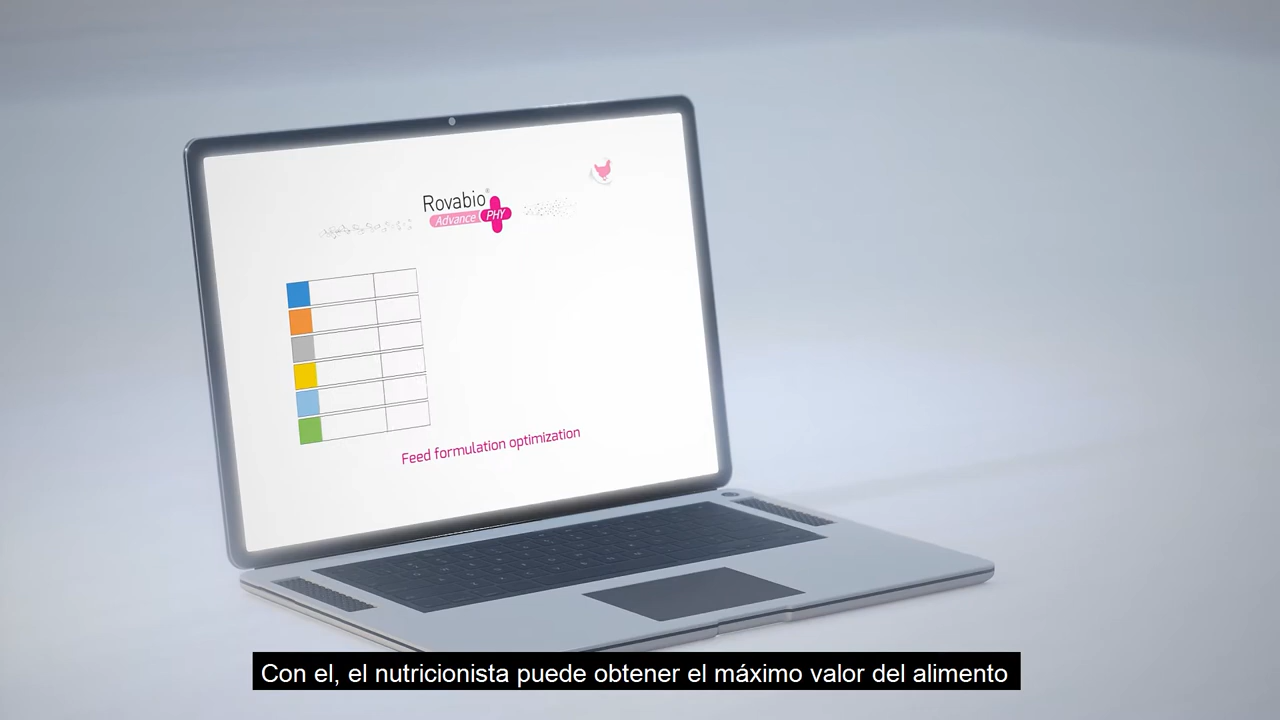 Rovabio®
Advance PHY
Feed formulation optimization
Con el, el nutricionista puede obtener el máximo valor del alimento